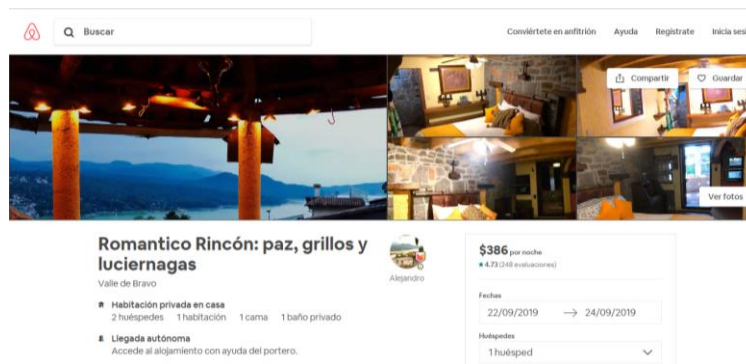 Buscar
Conviértete en anfitrión Ayuda Regístrate Inicia ses
Compartir Guardar
Ver fotos
Romantico Rincón: paz, grillos y
luciernagas
Valle de Bravo
Alejandro
Habitación privada en casa
2 huéspedes 1 habitación 1 cama 1 baño privado
Llegada autónoma
Accede al alojamiento con ayuda del portero.
$386 por noche
4.73 (248 evaluaciones)
Fechas
22/09/2019 → 24/09/2019
Huéspedes
1 huésped